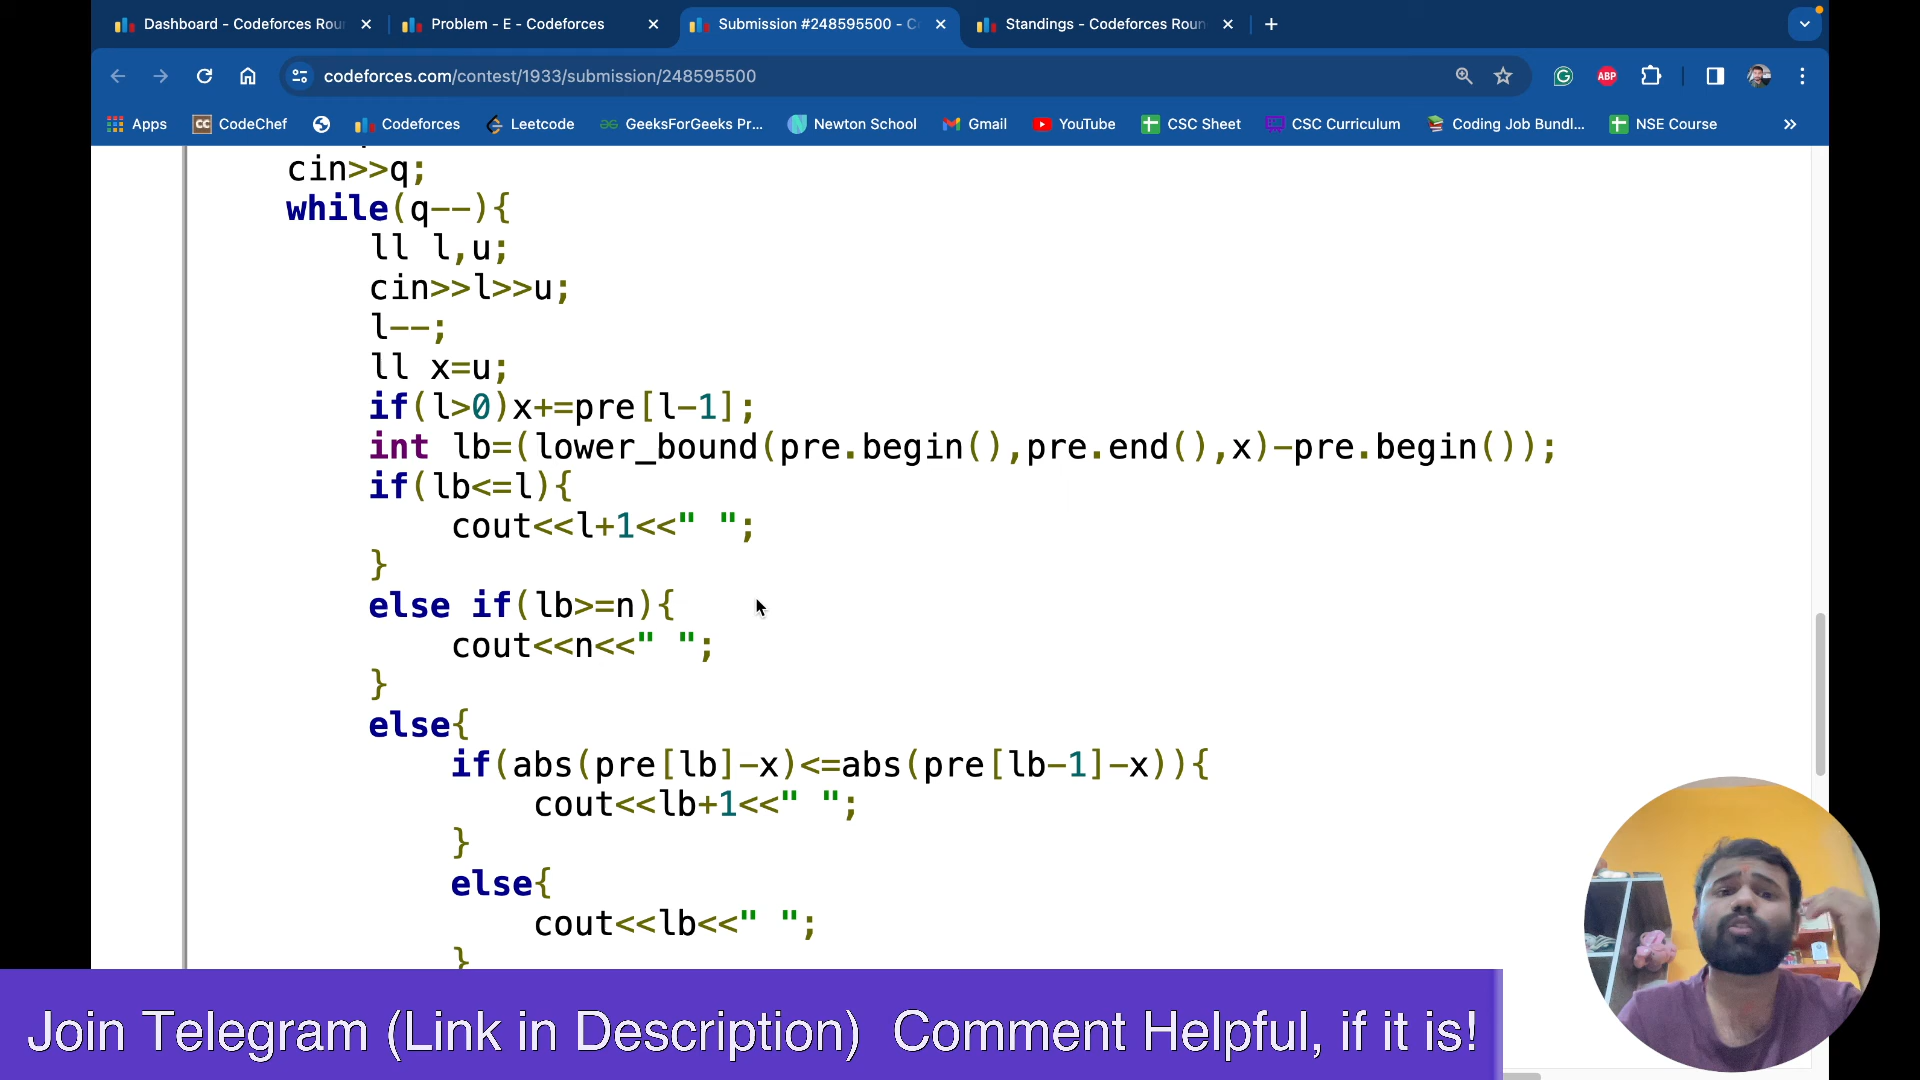 Dashboard - Codeforces Rou
Problem - E - Codeforces
Submission #248595500 - C
Standings - Codeforces Roun
codeforces.com/contest/1933/submission/248595500
ABP
Apps
CC CodeChef
Codeforces
Leetcode
GeeksForGeeks Pr...
Newton School
Gmail
YouTube
CSC Sheet
CSC Curriculum
Coding Job Bundl...
NSE Course
cin>>q;
while(q--){
ll l,u;
cin>>l>>u;
l--;
ll x=u;
if(l>0)x+=pre[l-1];
int lb=(lower_bound(pre.begin(),pre.end(),x)-pre.begin());
if(lb<=l){
cout<<l+1<<" ";
}
else if(lb>=n){
cout<<n<<" ";
}
else{
if(abs(pre[lb]-x)<=abs(pre[lb-1]-x)){
cout<<lb+1<<" ";
}
else{
cout<<lb<<" ";
}
Join Telegram (Link in Description) Comment Helpful, if it is!